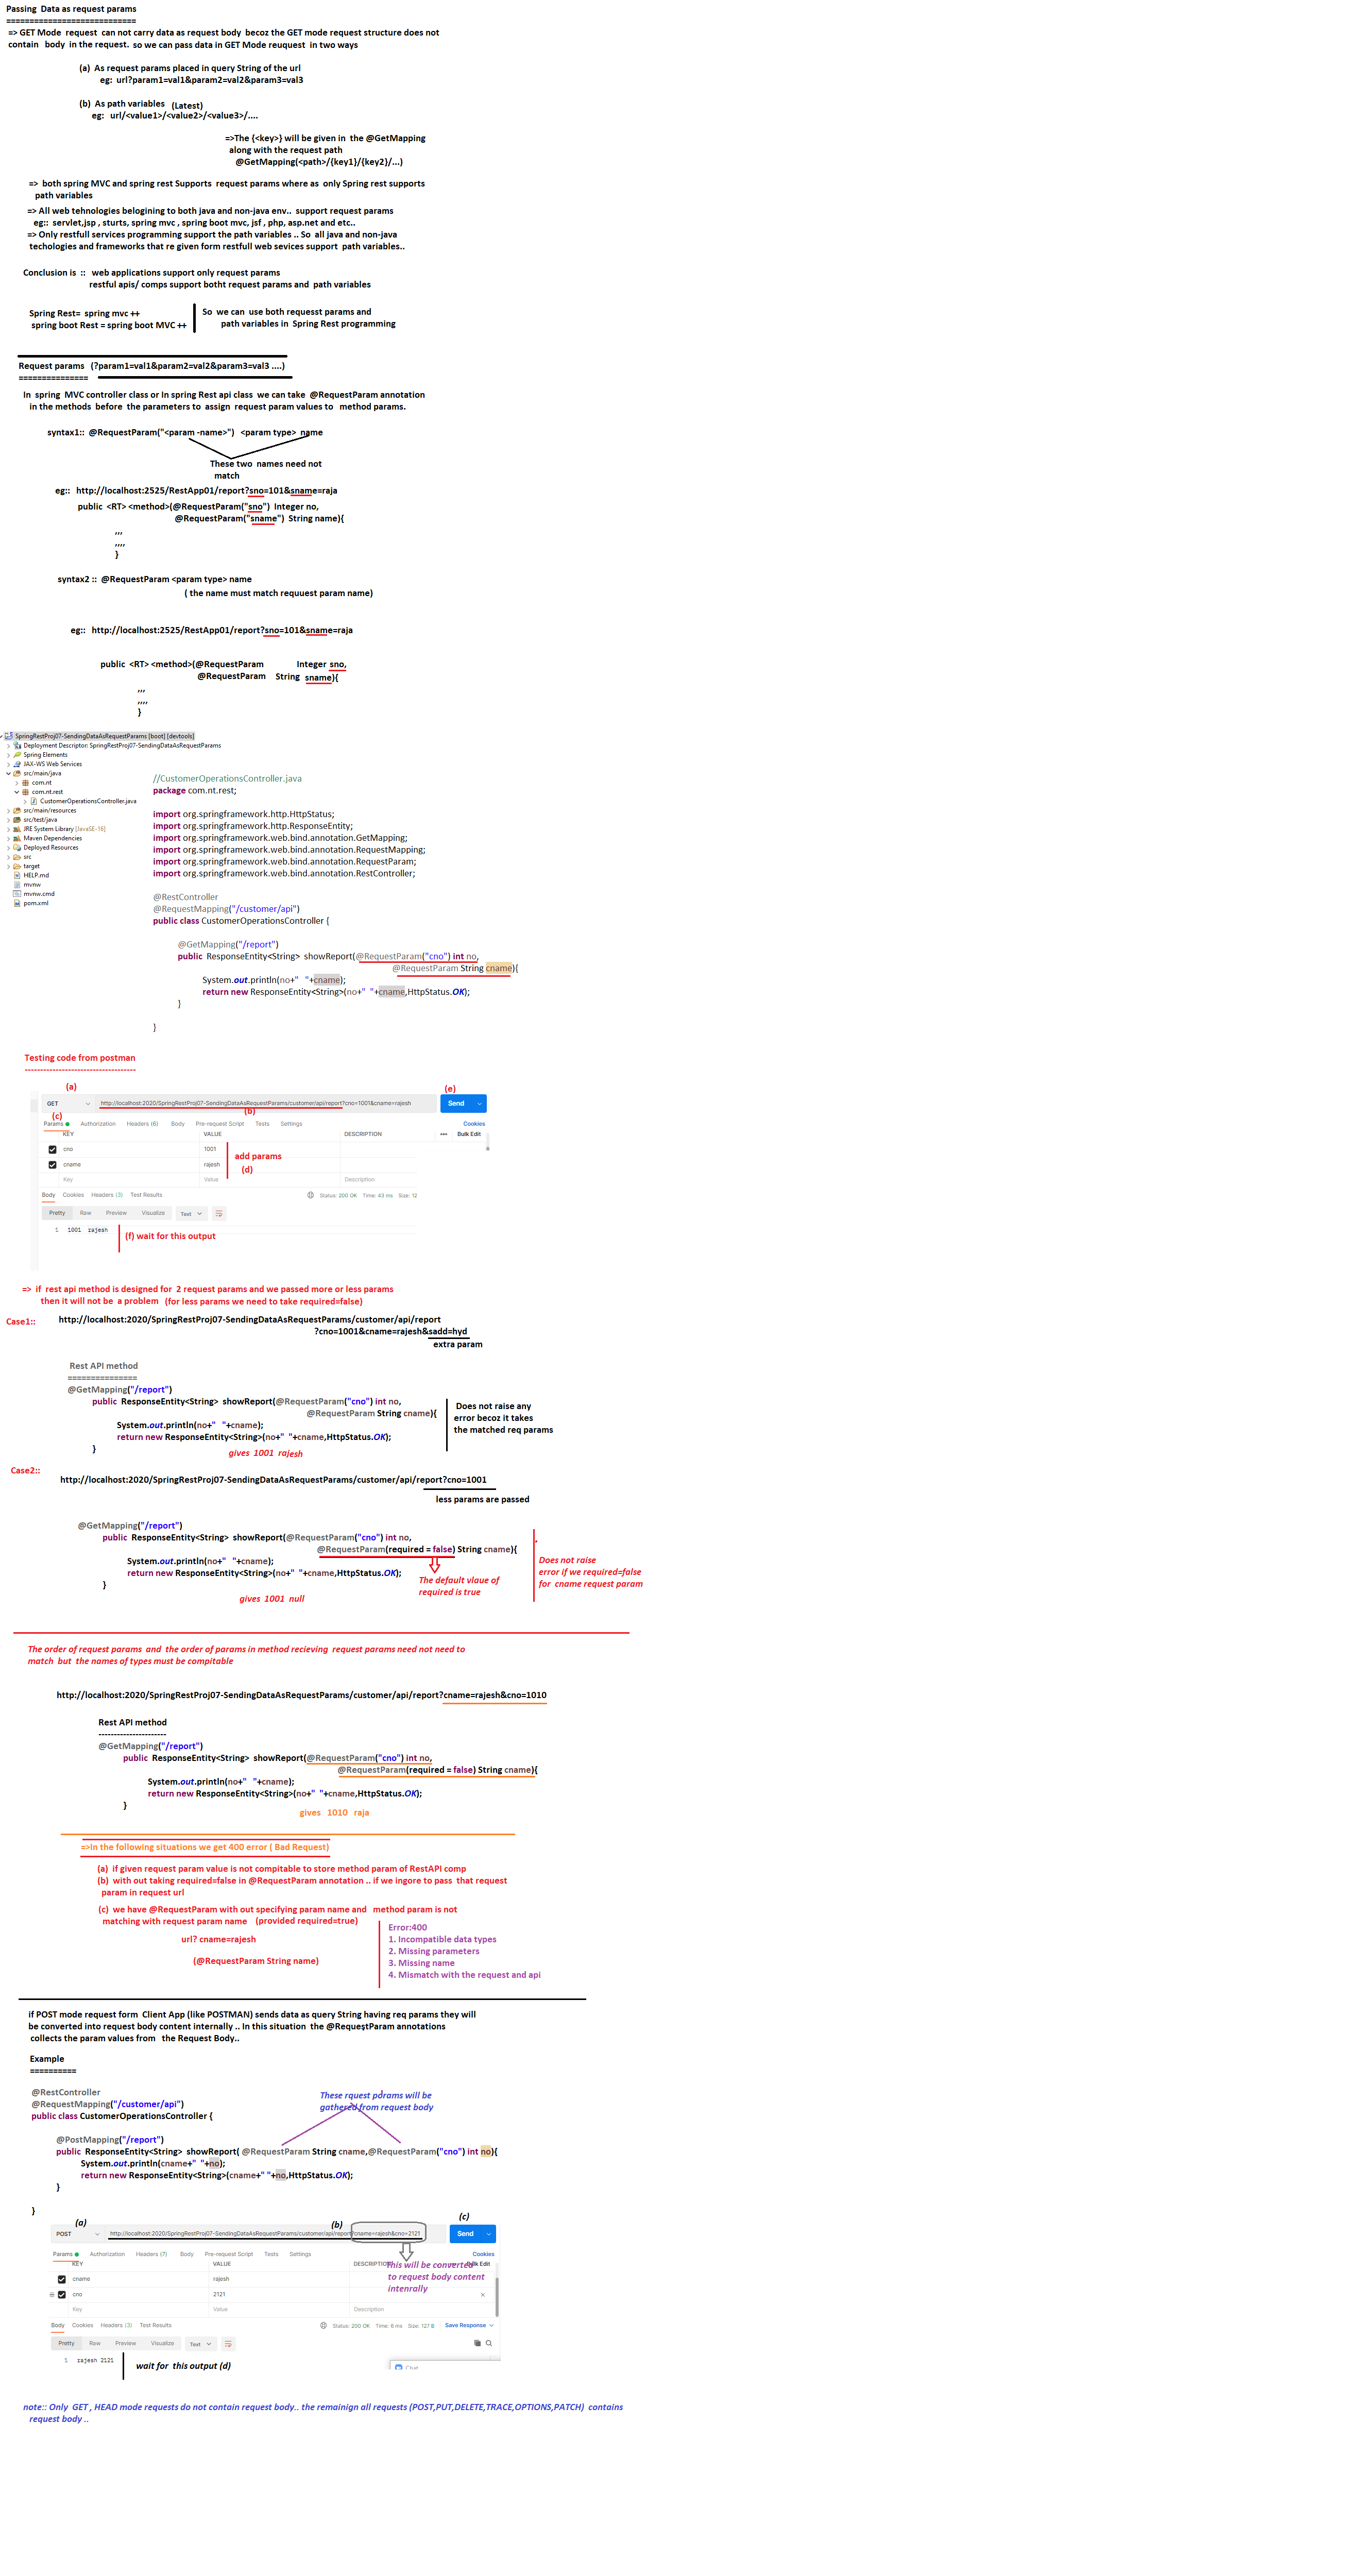 Passing  Data as request params
============================
=> GET Mode  request  can not carry data as request body  becoz the GET mode request structure does not
contain   body  in the request.  so we can pass data in GET Mode reuquest  in two ways
(a)  As request params placed in query String of the url
eg:  url?param1=val1&param2=val2&param3=val3
(b)  As path variables   (Latest)
eg:   url/<value1>/<value2>/<value3>/....
=>The {<key>} will be given in  the @GetMapping
along with the request path
@GetMapping(<path>/{key1}/{key2}/...)
=>  both spring MVC and spring rest Supports  request params where as  only Spring rest supports
path variables
=> All web tehnologies belogining to both java and non-java env..  support request params
eg::  servlet,jsp , sturts, spring mvc , spring boot mvc, jsf , php, asp.net and etc..
=> Only restfull services programming support the path variables .. So  all java and non-java
techologies and frameworks that re given form restfull web sevices support  path variables..
Conclusion is  ::   web applications support only request params
restful apis/ comps support botht request params and  path variables
Spring Rest=  spring mvc ++
spring boot Rest = spring boot MVC ++
So  we can  use both requesst params and
path variables in  Spring Rest programming
Request params   (?param1=val1&param2=val2&param3=val3 ....)
===============
In  spring  MVC controller class or In spring Rest api class  we can take  @RequestParam annotation
in the methods  before  the parameters to  assign  request param values to   method params.
syntax1::  @RequestParam("<param -name>")   <param type>  name
These two  names need not
match
eg::   http://localhost:2525/RestApp01/report?sno=101&sname=raja
public  <RT> <method>(@RequestParam("sno")  Integer no,
@RequestParam("sname")  String name){
,,,
,,,,
}
syntax2 ::  @RequestParam <param type> name
( the name must match requuest param name)
eg::   http://localhost:2525/RestApp01/report?sno=101&sname=raja
public  <RT> <method>(@RequestParam   Integer sno,
@RequestParam   String  sname){
,,,
,,,,
}
SpringRestProj07-SendingDataAsRequestParams [boot] [devtools]
Deployment Descriptor: SpringRestProj07-SendingDataAsRequestParams
Spring Elements
JAX-WS Web Services
src/main/java
com.nt
com.nt.rest
CustomerOperationsController.java
src/main/resources
src/test/java
JRE System Library [JavaSE-16]
Maven Dependencies
Deployed Resources
src
target
HELP.md
mvnw
mvnw.cmd
pom.xml
//CustomerOperationsController.java
package com.nt.rest;
import org.springframework.http.HttpStatus;
import org.springframework.http.ResponseEntity;
import org.springframework.web.bind.annotation.GetMapping;
import org.springframework.web.bind.annotation.RequestMapping;
import org.springframework.web.bind.annotation.RequestParam;
import org.springframework.web.bind.annotation.RestController;
@RestController
@RequestMapping("/customer/api")
public class CustomerOperationsController {
@GetMapping("/report")
public  ResponseEntity<String>  showReport(@RequestParam("cno") int no,
@RequestParam String cname){
System.out.println(no+"   "+cname);
return new ResponseEntity<String>(no+"  "+cname,HttpStatus.OK);
}
}
Testing code from postman
------------------------------------
(a)
(e)
GET   http://localhost:2020/SpringRestProj07-SendingDataAsRequestParams/customer/api/report?cno=1001&cname=rajesh   Send
(c)
(b)
Params   Authorization   Headers (6)   Body   Pre-request Script   Tests   Settings   Cookies
KEY   VALUE   DESCRIPTION   ooo   Bulk Edit
cno   1001
add params
cname   rajesh
(d)
Key   Value   Description
Body   Cookies   Headers (3)   Test Results   Status: 200 OK   Time: 43 ms   Size: 12
Pretty   Raw   Preview   Visualize   Text
1   1001   rajesh
(f) wait for this output
=>  if  rest api method is designed for  2 request params and we passed more or less params
then it will not be  a problem   (for less params we need to take required=false)
Case1::   http://localhost:2020/SpringRestProj07-SendingDataAsRequestParams/customer/api/report
?cno=1001&cname=rajesh&sadd=hyd
extra param
Rest API method
===============
@GetMapping("/report")
public  ResponseEntity<String>  showReport(@RequestParam("cno") int no,
@RequestParam String cname){
System.out.println(no+"   "+cname);
return new ResponseEntity<String>(no+"  "+cname,HttpStatus.OK);
}
Does not raise any
error becoz it takes
the matched req params
gives  1001  rajesh
Case2::
http://localhost:2020/SpringRestProj07-SendingDataAsRequestParams/customer/api/report?cno=1001
less params are passed
@GetMapping("/report")
public  ResponseEntity<String>  showReport(@RequestParam("cno") int no,
@RequestParam(required = false) String cname){
System.out.println(no+"   "+cname);
return new ResponseEntity<String>(no+"  "+cname,HttpStatus.OK);
}
The default vlaue of
required is true
,
Does not raise
error if we required=false
for  cname request param
gives  1001  null
The order of request params  and  the order of params in method recieving  request params need not need to
match  but  the names of types must be compitable
http://localhost:2020/SpringRestProj07-SendingDataAsRequestParams/customer/api/report?cname=rajesh&cno=1010
Rest API method
----------------------
@GetMapping("/report")
public  ResponseEntity<String>  showReport(@RequestParam("cno") int no,
@RequestParam(required = false) String cname){
System.out.println(no+"   "+cname);
return new ResponseEntity<String>(no+"  "+cname,HttpStatus.OK);
}
gives   1010   raja
=>In the following situations we get 400 error ( Bad Request)
(a)  if given request param value is not compitable to store method param of RestAPI comp
(b)  with out taking required=false in @RequestParam annotation .. if we ingore to pass  that request
param in request url
(c)  we have @RequestParam with out specifying param name and   method param is not
matching with request param name   (provided required=true)
url? cname=rajesh
(@RequestParam String name)
Error:400
1. Incompatible data types
2. Missing parameters
3. Missing name
4. Mismatch with the request and api
if POST mode request form  Client App (like POSTMAN) sends data as query String having req params they will
be converted into request body content internally .. In this situation  the @RequestParam annotations
collects the param values from   the Request Body..
Example
==========
@RestController
@RequestMapping("/customer/api")
public class CustomerOperationsController {
These rquest params will be
gathered from request body
@PostMapping("/report")
public  ResponseEntity<String>  showReport( @RequestParam String cname,@RequestParam("cno") int no){
System.out.println(cname+"  "+no);
return new ResponseEntity<String>(cname+" "+no,HttpStatus.OK);
}
}
(a)
(b)
(c)
POST   http://localhost:2020/SpringRestProj07-SendingDataAsRequestParams/customer/api/report?cname=rajesh&cno=2121   Send
Params   Authorization   Headers (7)   Body   Pre-request Script   Tests   Settings   Cookies
KEY   VALUE   DESCRIPTION   Bulk Edit
This will be converted
to request body content
intenrally
cname   rajesh
cno   2121
Key   Value   Description
Body   Cookies   Headers (3)   Test Results   Status: 200 OK   Time: 6 ms   Size: 127 B   Save Response
Pretty   Raw   Preview   Visualize   Text
1   rajesh 2121
wait for  this output (d)
Chat
note:: Only  GET , HEAD mode requests do not contain request body.. the remainign all requests (POST,PUT,DELETE,TRACE,OPTIONS,PATCH)  contains
request body ..